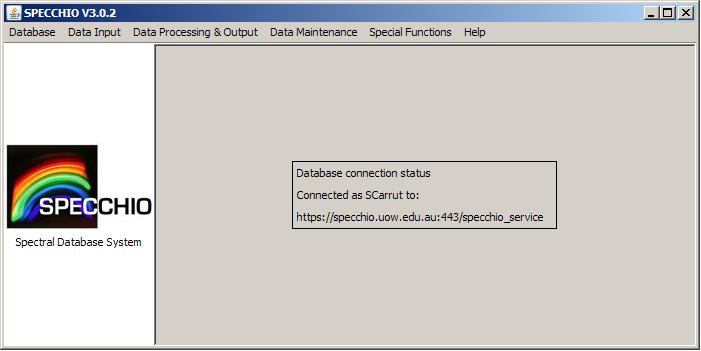 SPECCHIO V3.0.2
Database Data Input Data Processing & Output Data Maintenance Special Functions Help
Database connection status
Connected as SCarrut to:
https://specchio.uow.edu.au:443/specchio_service
SPECCHIO
Spectral Database System